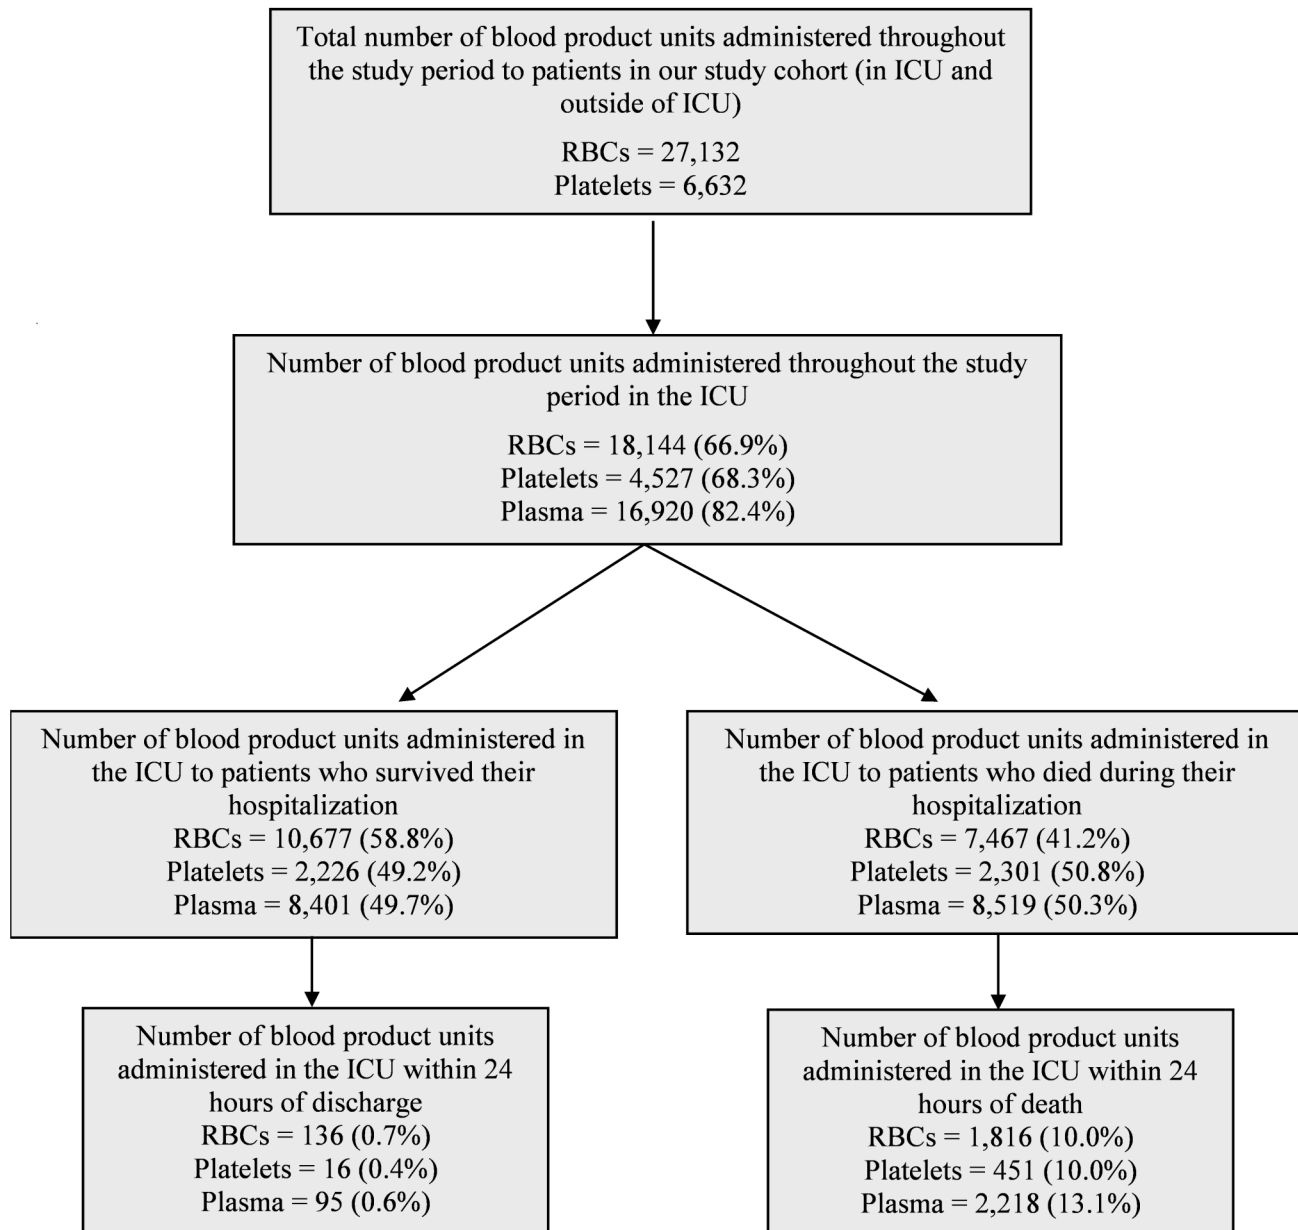 Total number of blood product units administered throughout
the study period to patients in our study cohort (in ICU and
outside of ICU)
RBCs = 27,132
Platelets = 6,632
Number of blood product units administered throughout the study
period in the ICU
RBCs = 18,144 (66.9%)
Platelets = 4,527 (68.3%)
Plasma = 16,920 (82.4%)
Number of blood product units administered in
the ICU to patients who survived their
hospitalization
RBCs = 10,677 (58.8%)
Platelets = 2,226 (49.2%)
Plasma = 8,401 (49.7%)
Number of blood product units administered in
the ICU to patients who died during their
hospitalization
RBCs = 7,467 (41.2%)
Platelets = 2,301 (50.8%)
Plasma = 8,519 (50.3%)
Number of blood product units
administered in the ICU within 24
hours of discharge
RBCs = 136 (0.7%)
Platelets = 16 (0.4%)
Plasma = 95 (0.6%)
Number of blood product units
administered in the ICU within 24
hours of death
RBCs = 1,816 (10.0%)
Platelets = 451 (10.0%)
Plasma = 2,218 (13.1%)